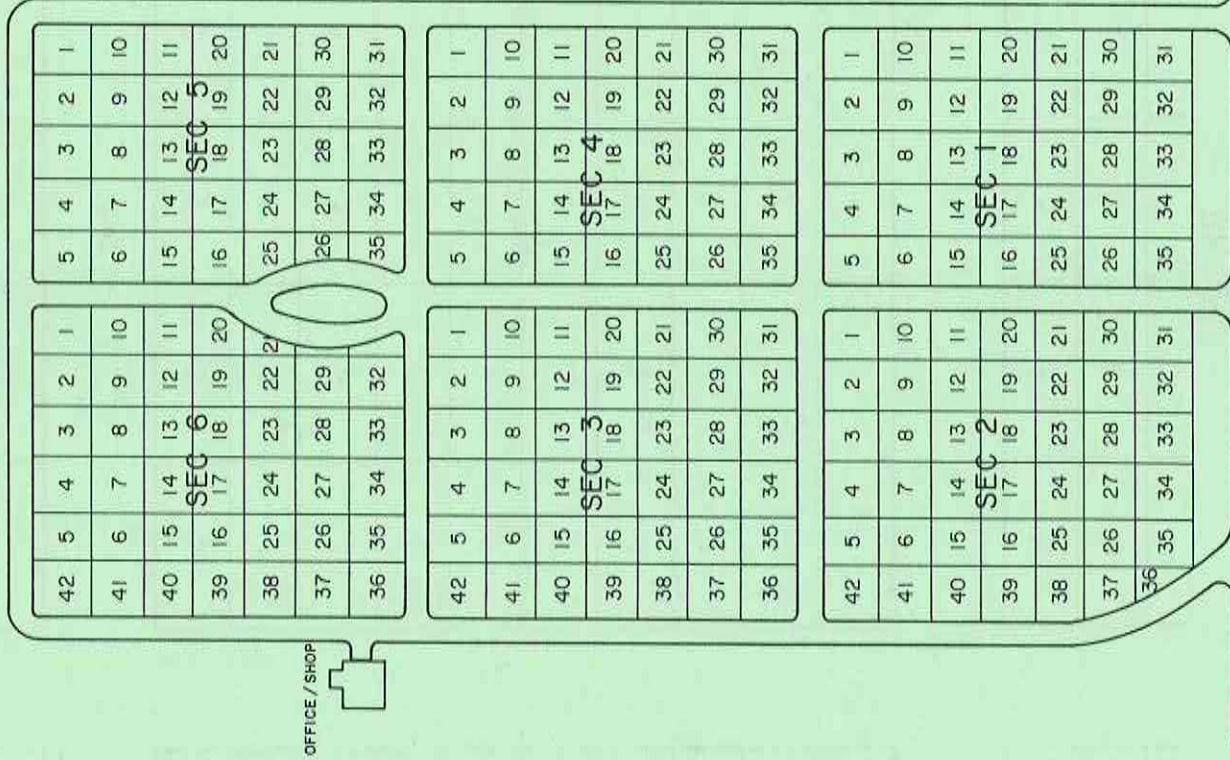 42 5 4 3 2 1
41 6 7 8 9 10
40 15 14 13 12 11
SEC 6
39 16 17 18 19 20
38 25 24 23 22 21
37 26 27 28 29
36 35 34 33 32
5 4 3 2 1
6 7 8 9 10
15 14 13 12 11
SEC 5
16 17 18 19 20
25 24 23 22 21
26 27 28 29 30
35 34 33 32 31
OFFICE / SHOP
42 5 4 3 2 1
41 6 7 8 9 10
40 15 14 13 12 11
SEC 3
39 16 17 18 19 20
38 25 24 23 22 21
37 26 27 28 29 30
36 35 34 33 32 31
5 4 3 2 1
6 7 8 9 10
15 14 13 12 11
SEC 4
16 17 18 19 20
25 24 23 22 21
26 27 28 29 30
35 34 33 32 31
42 5 4 3 2 1
41 6 7 8 9 10
40 15 14 13 12 11
SEC 2
39 16 17 18 19 20
38 25 24 23 22 21
37 26 27 28 29 30
36 35 34 33 32 31
5 4 3 2 1
6 7 8 9 10
15 14 13 12 11
SEC 1
16 17 18 19 20
25 24 23 22 21
26 27 28 29 30
35 34 33 32 31